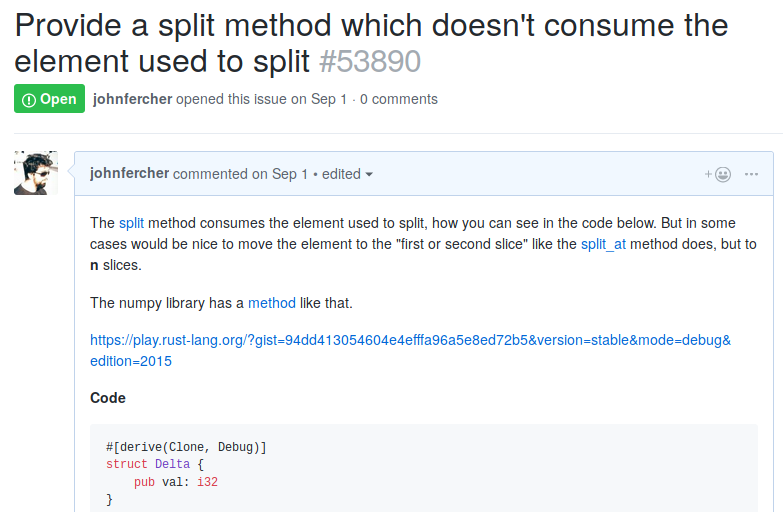 Provide a split method which doesn't consume the
element used to split #53890
Open johnfercher opened this issue on Sep 1 · 0 comments
johnfercher commented on Sep 1 • edited
The split method consumes the element used to split, how you can see in the code below. But in some
cases would be nice to move the element to the "first or second slice" like the split_at method does, but to
n slices.
The numpy library has a method like that.
https://play.rust-lang.org/?gist=94dd413054604e4efffa96a5e8ed72b5&version=stable&mode=debug&
edition=2015
Code
#[derive(Clone, Debug)]
struct Delta {
    pub val: i32
}